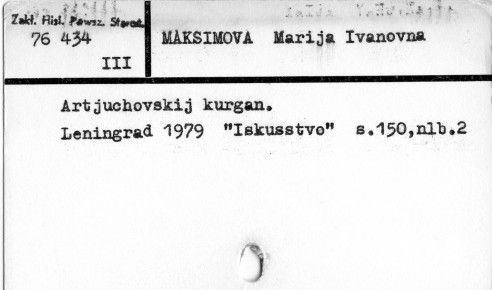 Zakł. Hist. Powsz. Staroż.
76 434
III
MAKSIMOVA Marija Ivanovna
Artjuchovskij kurgan.
Leningrad 1979 "Iskusstvo" s.150,nlb.2